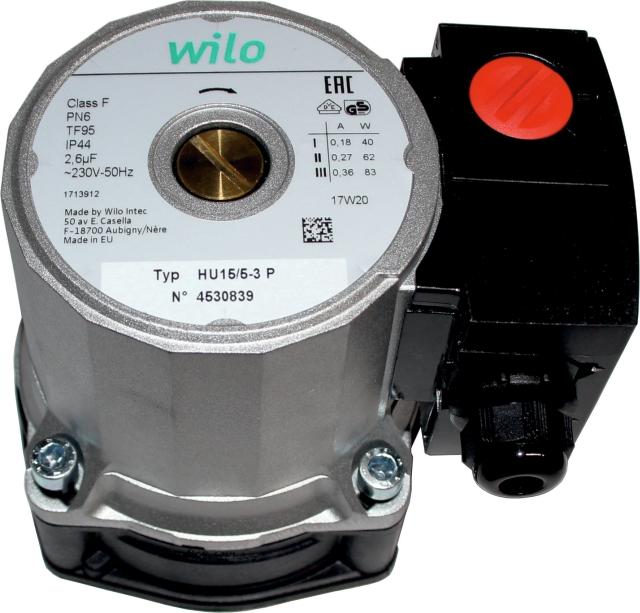 wilo
EAC
D E GS
Class F
PN6
TF95
IP44
2,6µF
~230V-50Hz
A W
I 0,18 40
II 0,27 62
III 0,36 83
1713912
17W20
Made by Wilo Intec
50 av E. Casella
F-18700 Aubigny/Nère
Made in EU
Typ HU15/5-3 P
N° 4530839